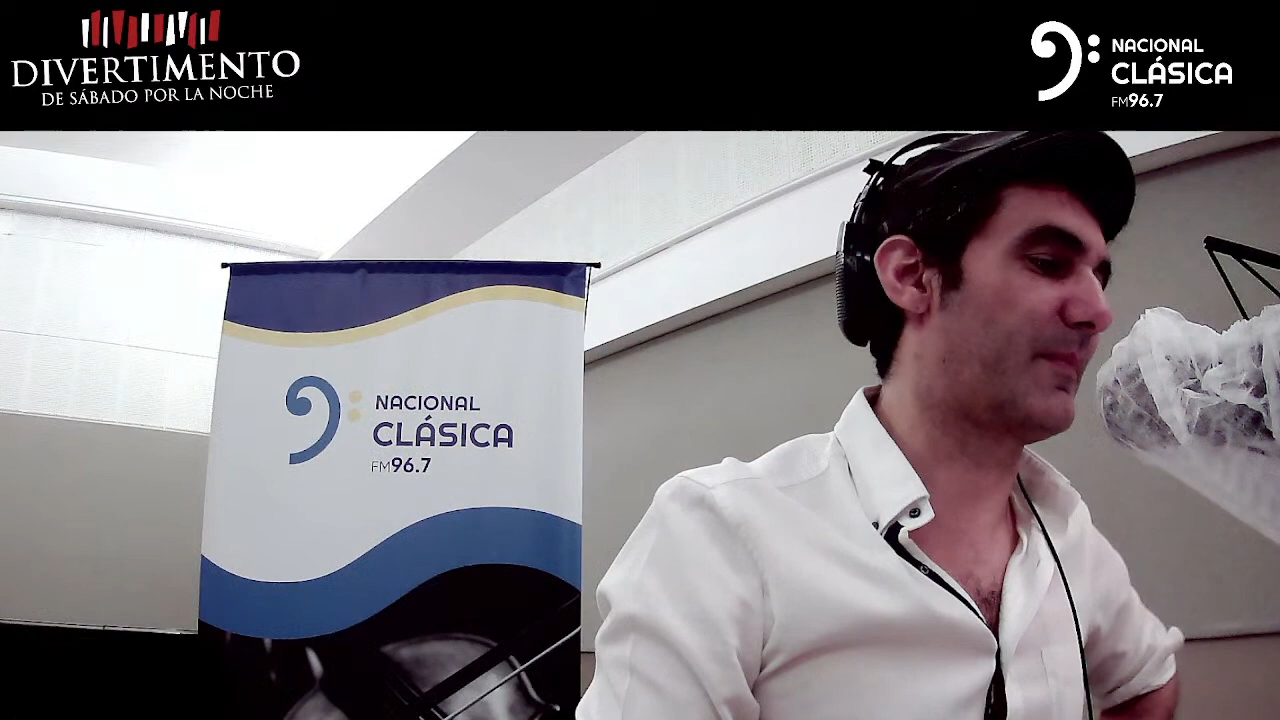 DIVERTIMENTO
DE SÁBADO POR LA NOCHE
NACIONAL
CLÁSICA
FM96.7
NACIONAL
CLÁSICA
FM96.7